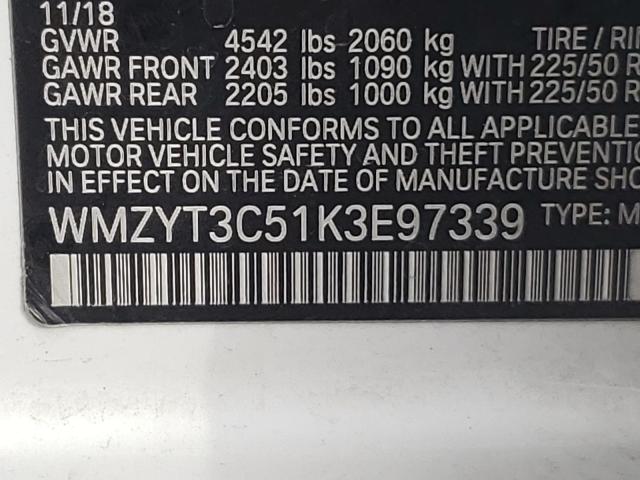 11/18
GVWR 4542 lbs 2060 kg TIRE / RI
GAWR FRONT 2403 lbs 1090 kg WITH 225/50 R
GAWR REAR 2205 lbs 1000 kg WITH 225/50 R
THIS VEHICLE CONFORMS TO ALL APPLICABLE
MOTOR VEHICLE SAFETY AND THEFT PREVENTIO
IN EFFECT ON THE DATE OF MANUFACTURE SHO
WMZYT3C51K3E97339 TYPE: M